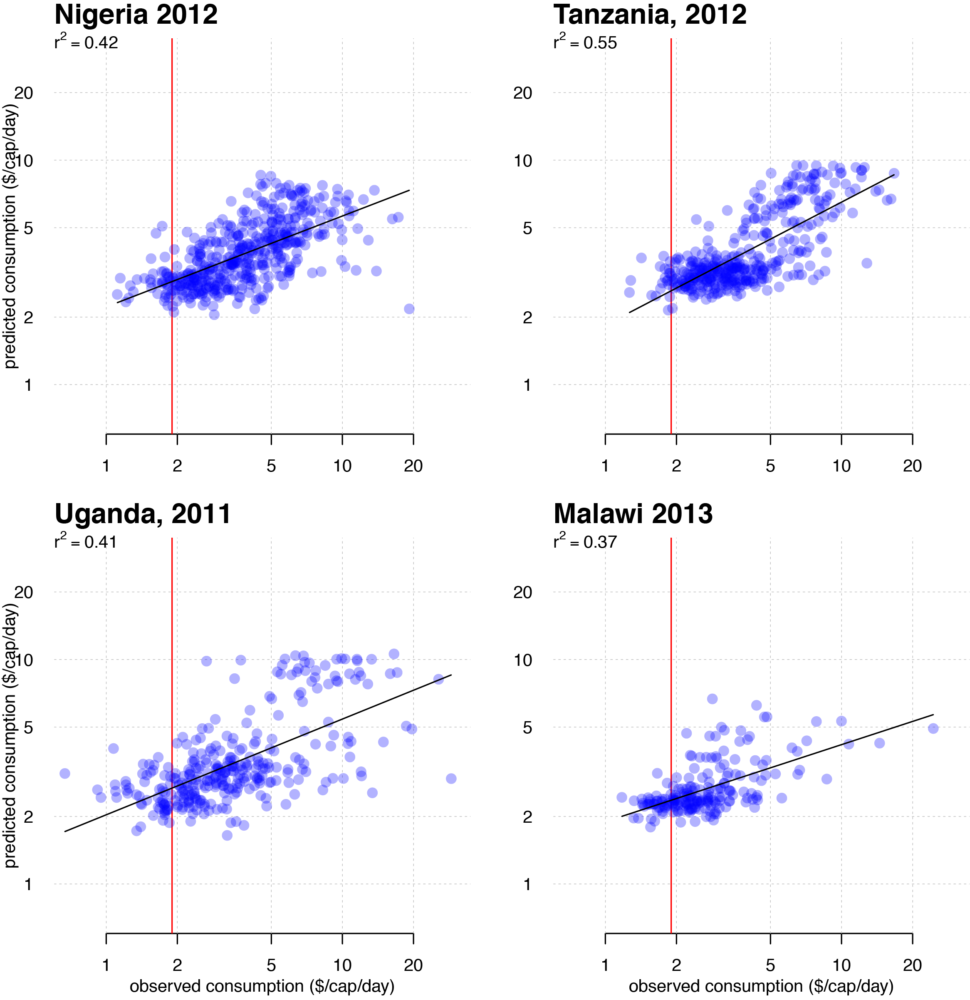 Nigeria 2012
r² = 0.42
20
10
5
2
1
predicted consumption ($/cap/day)
1 2 5 10 20
Tanzania, 2012
r² = 0.55
20
10
5
2
1
1 2 5 10 20
Uganda, 2011
r² = 0.41
20
10
5
2
1
predicted consumption ($/cap/day)
1 2 5 10 20
observed consumption ($/cap/day)
Malawi 2013
r² = 0.37
20
10
5
2
1
1 2 5 10 20
observed consumption ($/cap/day)